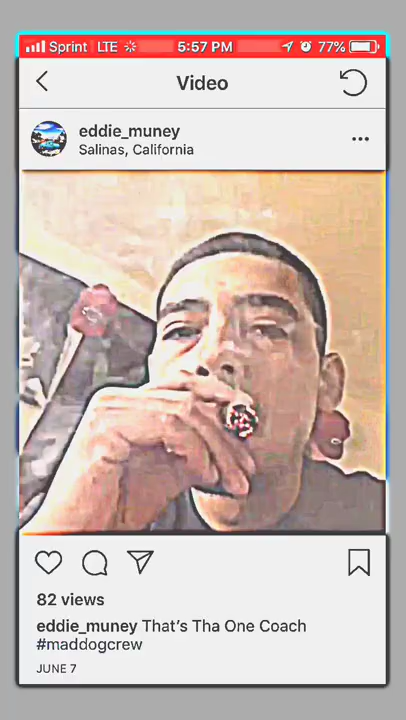 Sprint LTE 5:57 PM 77%
Video
eddie_muney
Salinas, California
82 views
eddie_muney That's Tha One Coach
#maddogcrew
JUNE 7